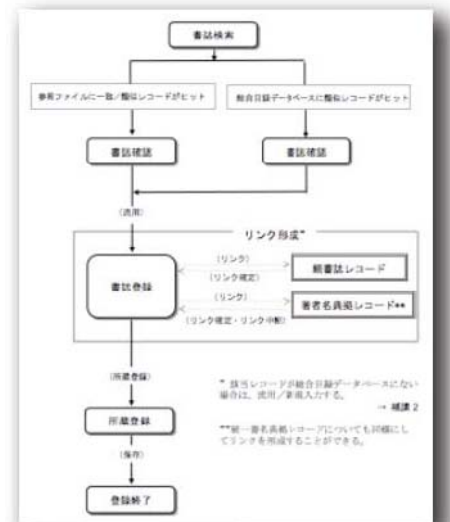 書誌検索
参照ファイルに一致/類似レコードがヒット
総合目録データベースに類似レコードがヒット
書誌確認
書誌確認
(流用)
リンク形成*
(リンク)
(リンク確定)
親書誌レコード
書誌登録
(リンク)
(リンク確定・リンク中断)
著者名典拠レコード**
(所蔵登録)
* 該当レコードが総合目録データベースにない
場合は、流用/新規入力する。
→ 補講 2
所蔵登録
**統一書名典拠レコードについても同様にし
てリンクを形成することができる。
(保存)
登録終了